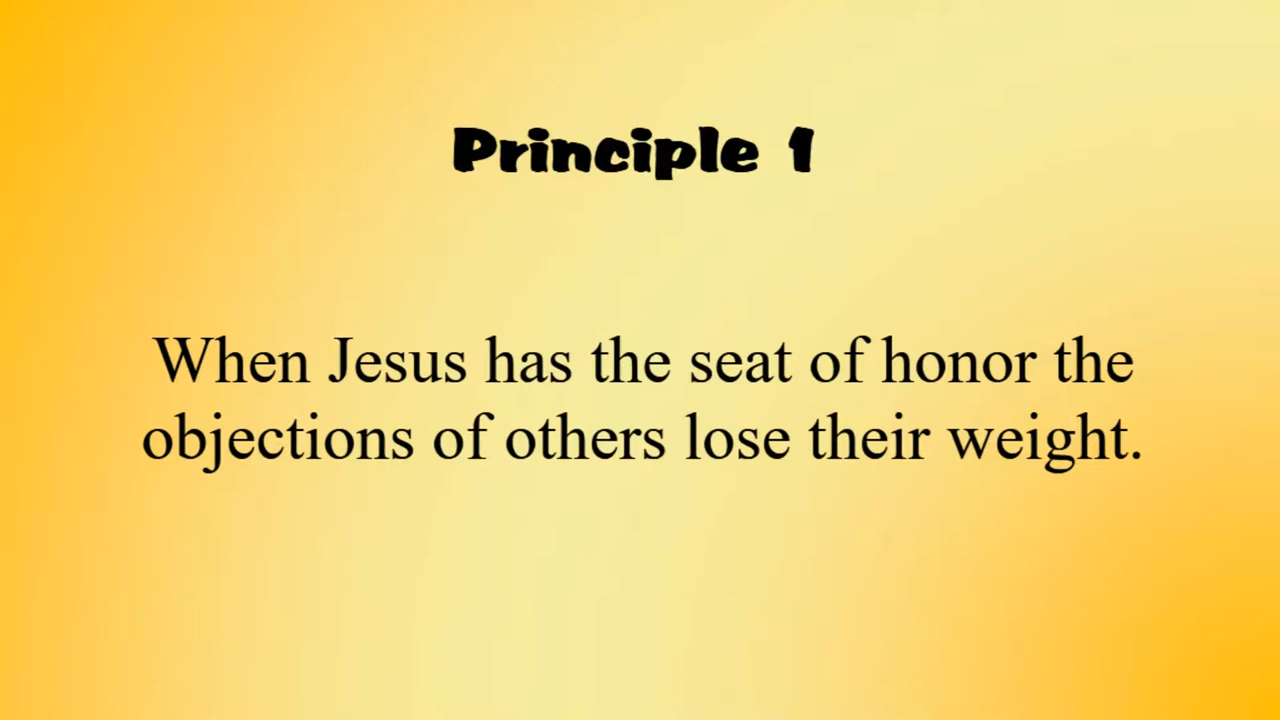 Principle 1
When Jesus has the seat of honor the
objections of others lose their weight.